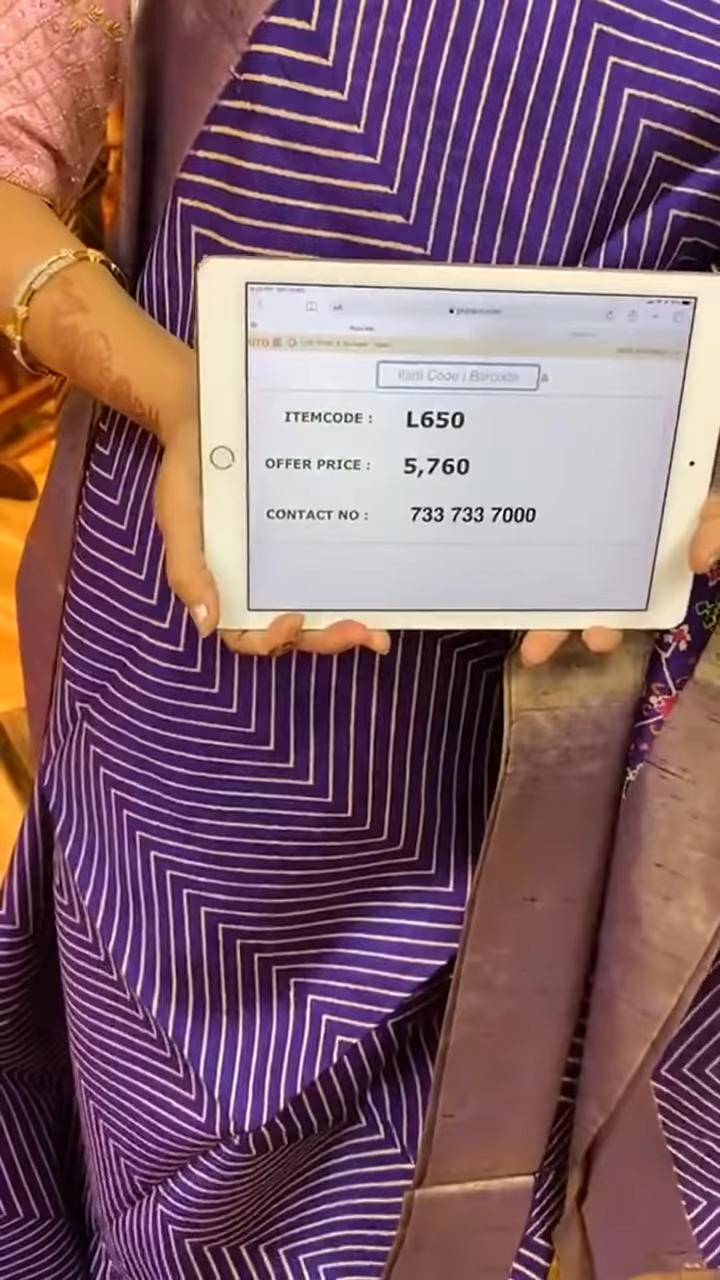 Item Code / Barcode
ITEMCODE : L650
OFFER PRICE : 5,760
CONTACT NO : 733 733 7000